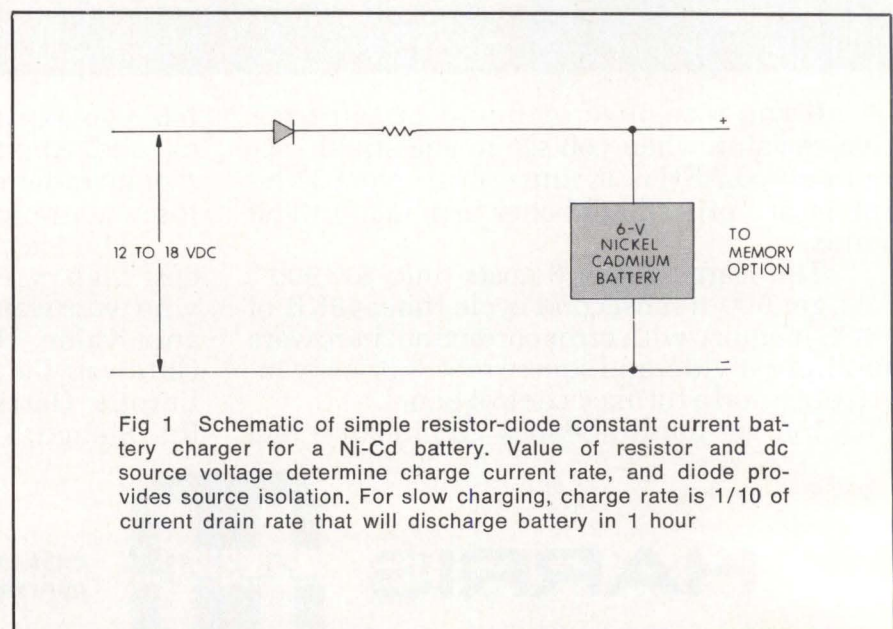 12 TO 18 VDC
+
6-V
NICKEL
CADMIUM
BATTERY
TO
MEMORY
OPTION
−
Fig 1 Schematic of simple resistor-diode constant current bat-
tery charger for a Ni-Cd battery. Value of resistor and dc
source voltage determine charge current rate, and diode pro-
vides source isolation. For slow charging, charge rate is 1/10 of
current drain rate that will discharge battery in 1 hour